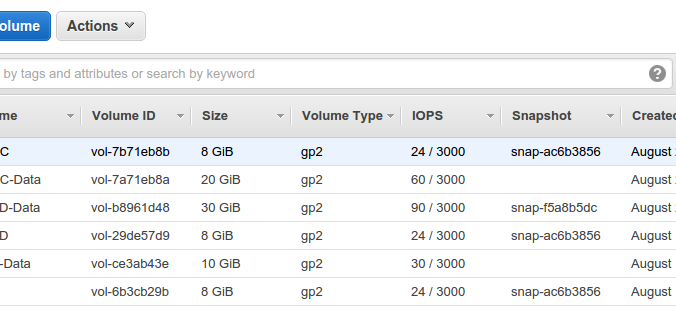 olume Actions
by tags and attributes or search by keyword ?
me Volume ID Size Volume Type IOPS Snapshot Created
C vol-7b71eb8b 8 GiB gp2 24 / 3000 snap-ac6b3856 August
C-Data vol-7a71eb8a 20 GiB gp2 60 / 3000 August
D-Data vol-b8961d48 30 GiB gp2 90 / 3000 snap-f5a8b5dc August
D vol-29de57d9 8 GiB gp2 24 / 3000 snap-ac6b3856 August
-Data vol-ce3ab43e 10 GiB gp2 30 / 3000 August
vol-6b3cb29b 8 GiB gp2 24 / 3000 snap-ac6b3856 August